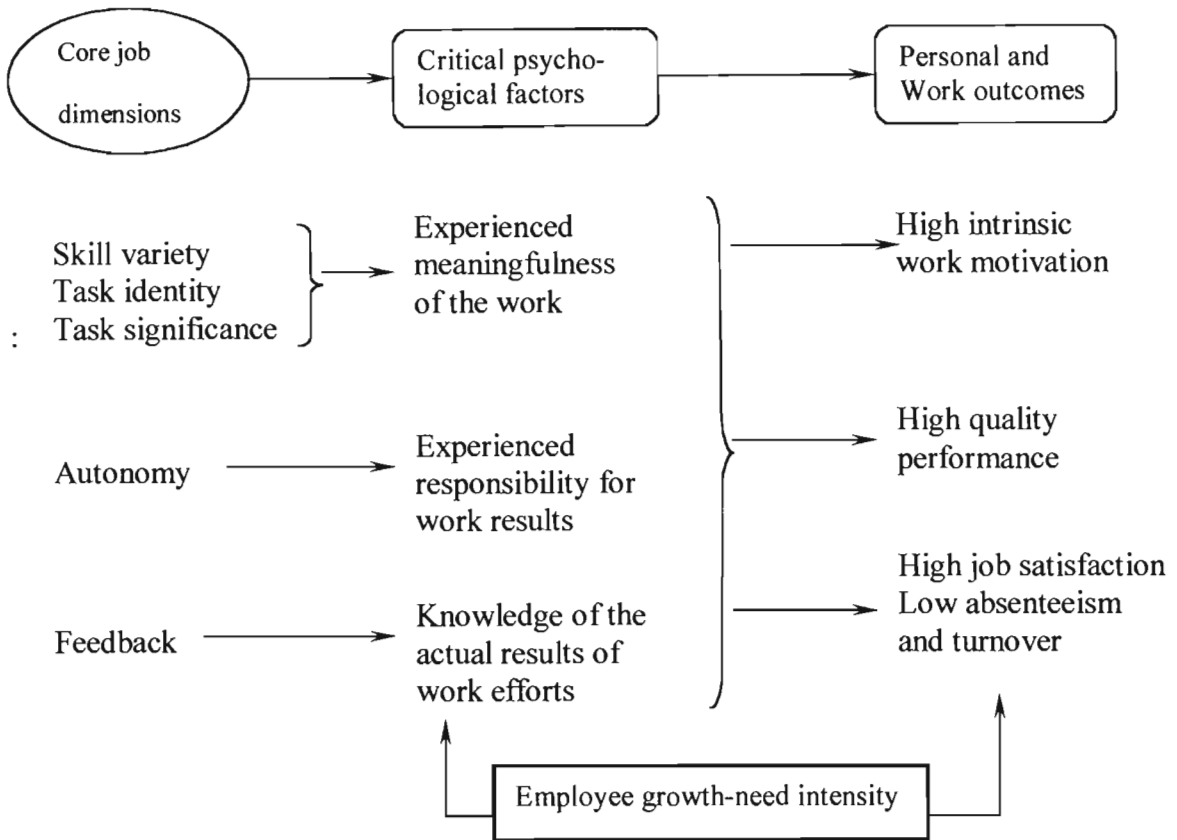 Core job
dimensions
Critical psycho-
logical factors
Personal and
Work outcomes
Skill variety
Task identity
Task significance
:
Experienced
meaningfulness
of the work
High intrinsic
work motivation
Autonomy
Experienced
responsibility for
work results
High quality
performance
Feedback
Knowledge of the
actual results of
work efforts
High job satisfaction
Low absenteeism
and turnover
Employee growth-need intensity